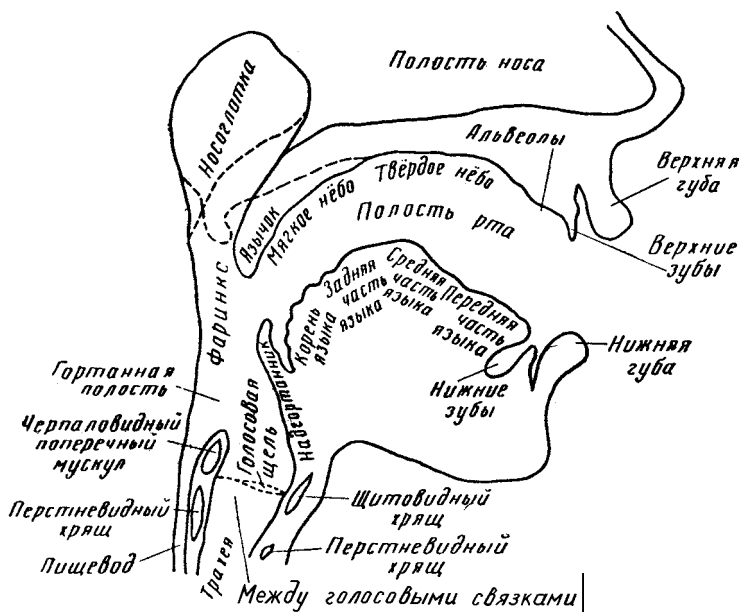 Полость носа
Носоглотка
Альвеолы
Верхняя
губа
Твёрдое нёбо
Мягкое нёбо
Язычок
Полость рта
Верхние
зубы
Фаринкс
Задняя
часть
языка
Средняя
часть
языка
Передняя
часть
языка
Корень
языка
Нижняя
губа
Нижние
зубы
Надгортанник
Гортанная
полость
Голосовая
щель
Черпаловидный
поперечный
мускул
Щитовидный
хрящ
Перстневидный
хрящ
Перстневидный
хрящ
Пищевод
Трахея
Между голосовыми связками